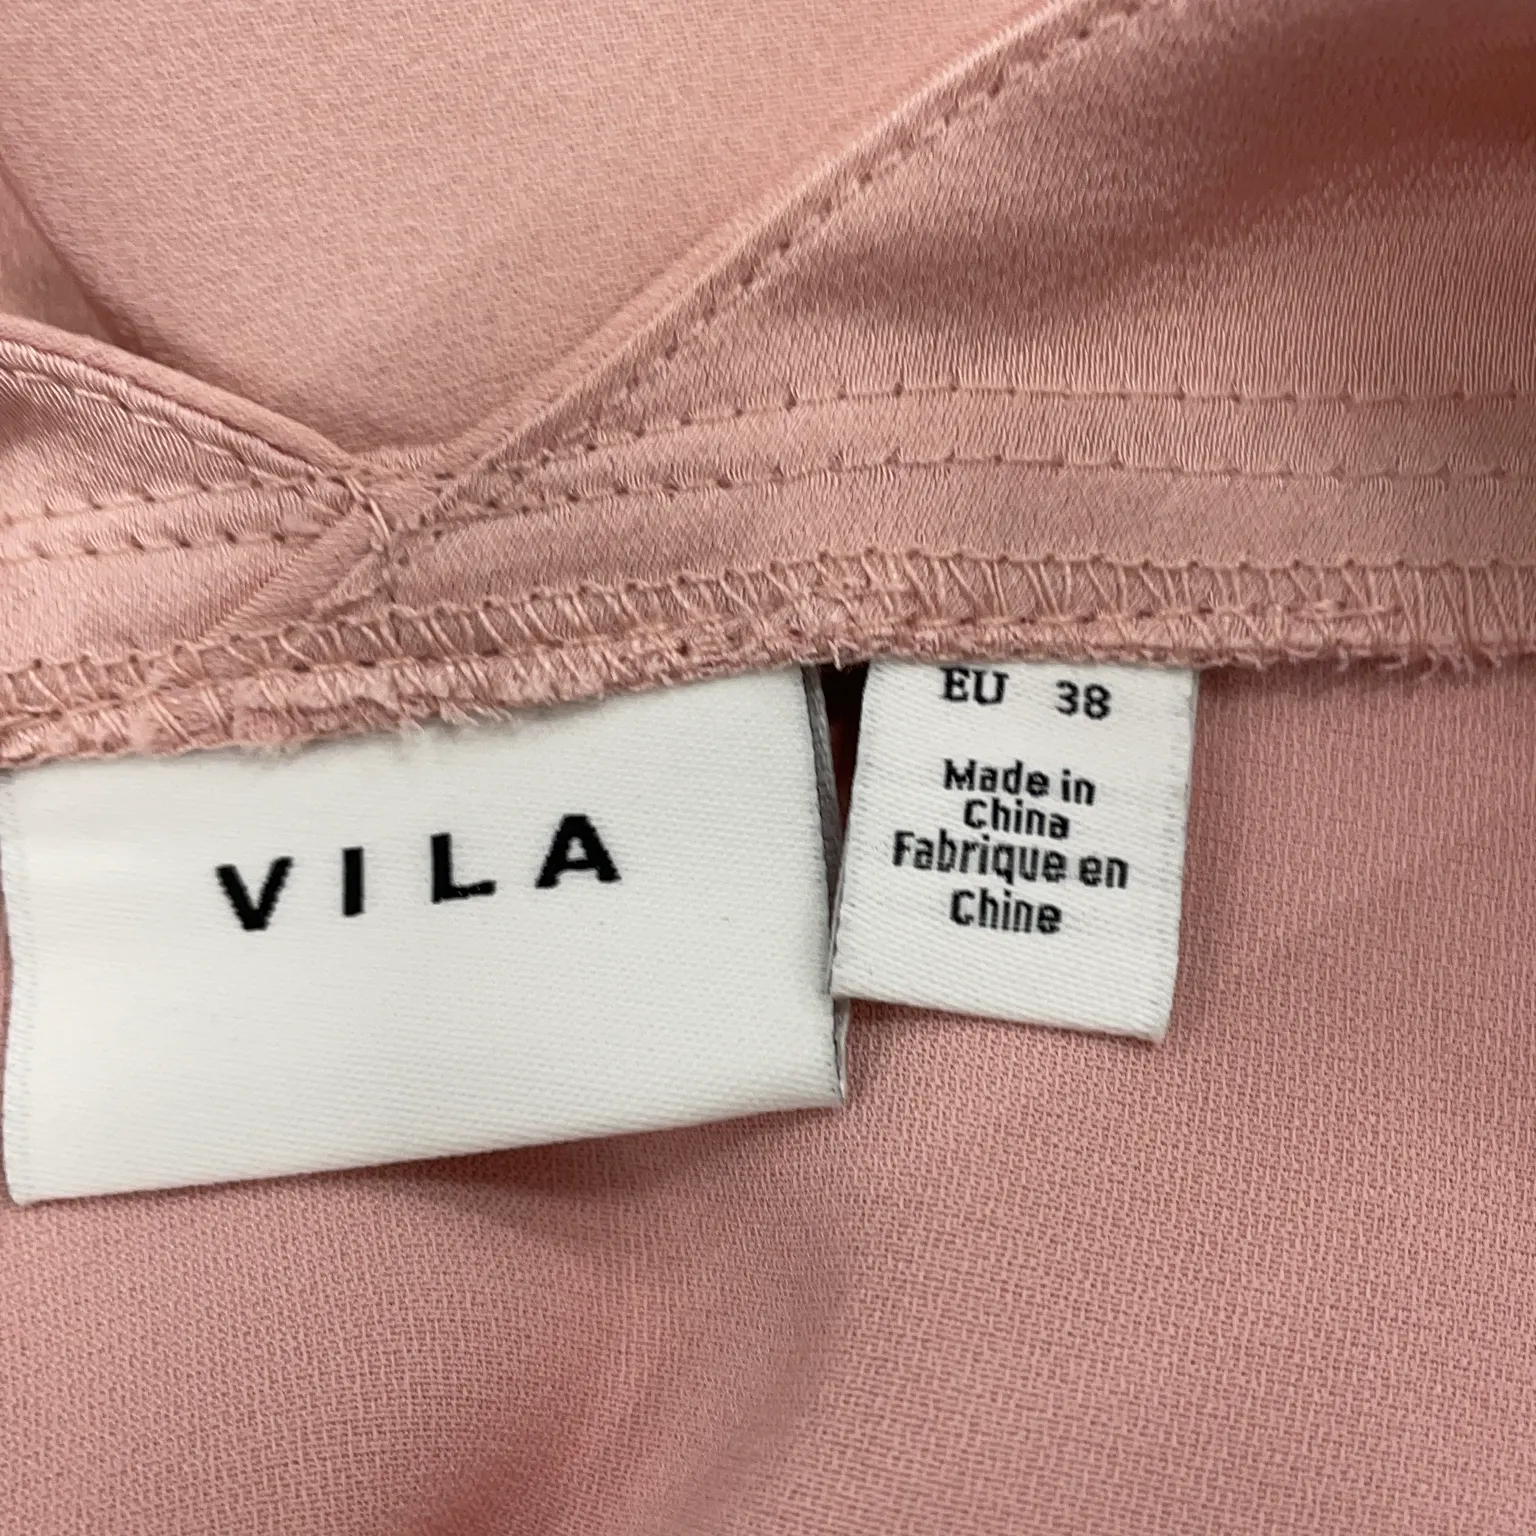 VILA
EU 38
Made in
China
Fabrique en
Chine